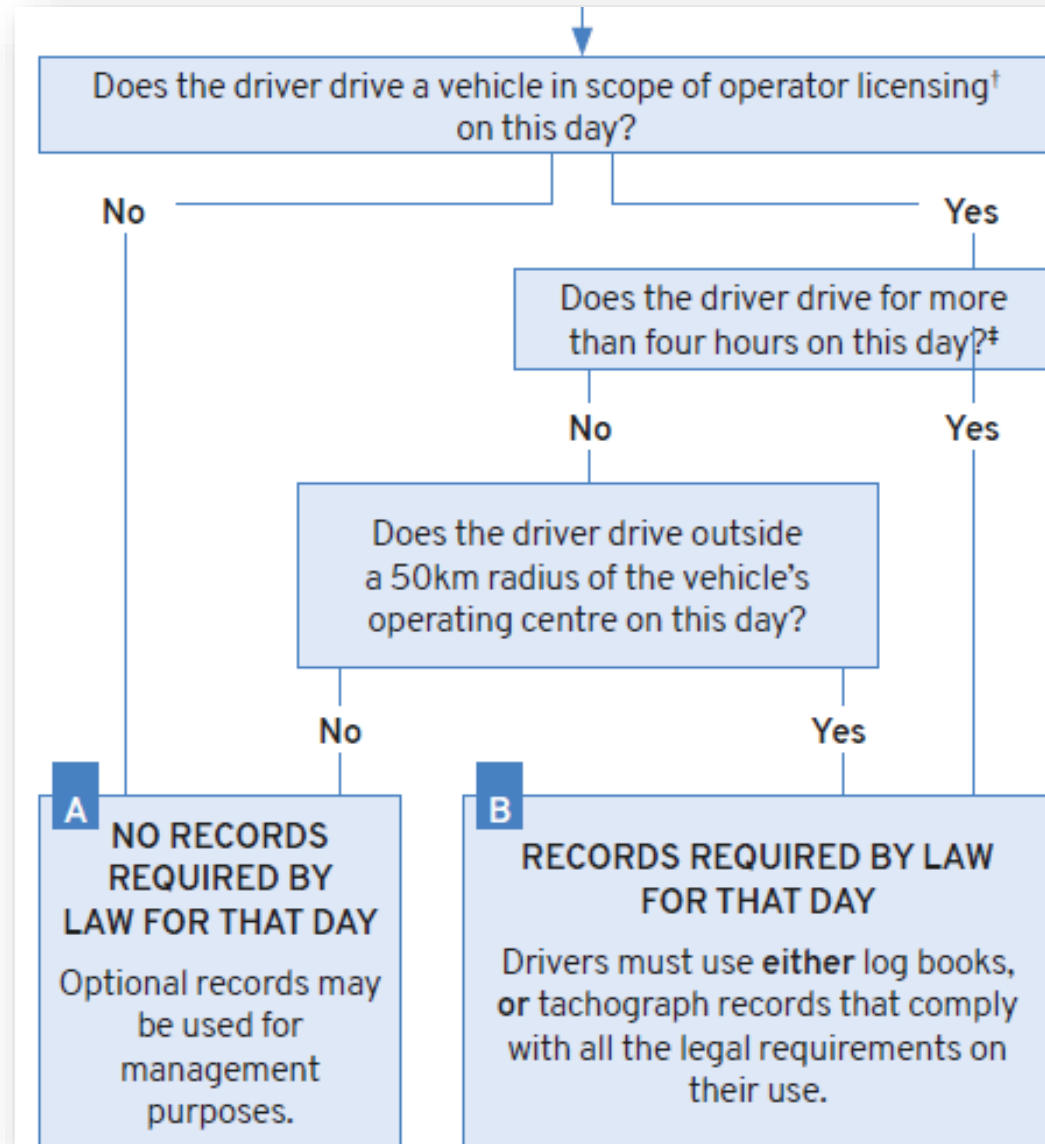 Does the driver drive a vehicle in scope of operator licensing†
on this day?
No
Yes
Does the driver drive for more
than four hours on this day?‡
No
Yes
Does the driver drive outside
a 50km radius of the vehicle’s
operating centre on this day?
No
Yes
A
NO RECORDS
REQUIRED BY
LAW FOR THAT DAY
Optional records may
be used for
management
purposes.
B
RECORDS REQUIRED BY LAW
FOR THAT DAY
Drivers must use either log books,
or tachograph records that comply
with all the legal requirements on
their use.